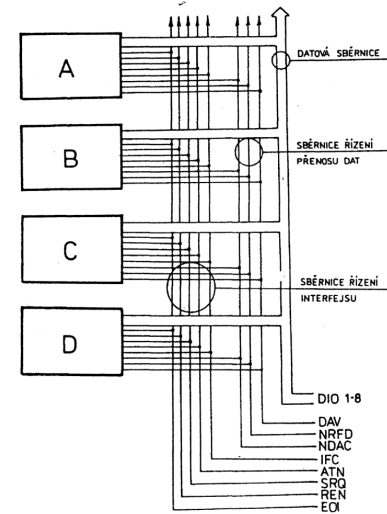 A
DATOVÁ SBĚRNICE
B
SBĚRNICE ŘÍZENÍ
PŘENOSU DAT
C
SBĚRNICE ŘÍZENÍ
INTERFEJSU
D
DIO 1-8
DAV
NRFD
NDAC
IFC
ATN
SRQ
REN
EOI